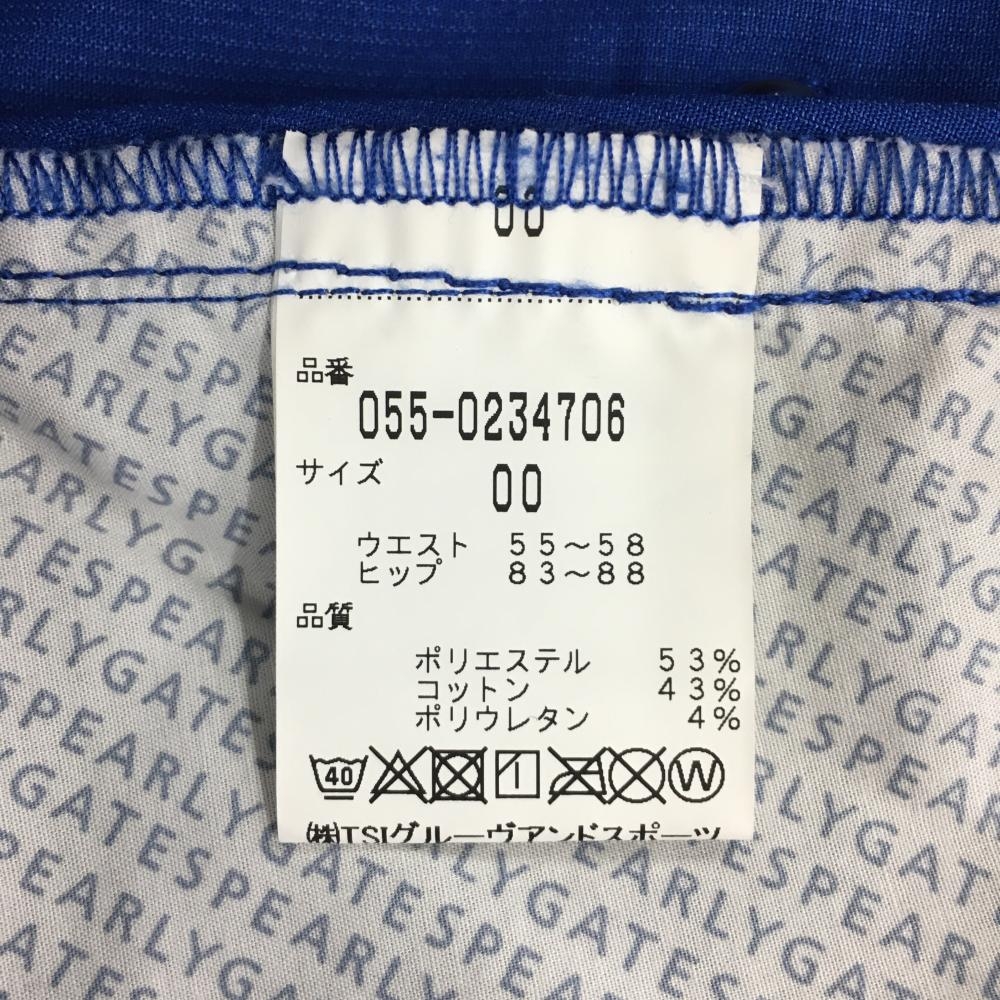 00
品番
055-0234706
サイズ
00
ウエスト 55～58
ヒップ 83～88
品質
ポリエステル 53%
コットン 43%
ポリウレタン 4%
40 W
㈱TSIグルーヴアンドスポーツ
PEARLYGATES PEARLYGATES